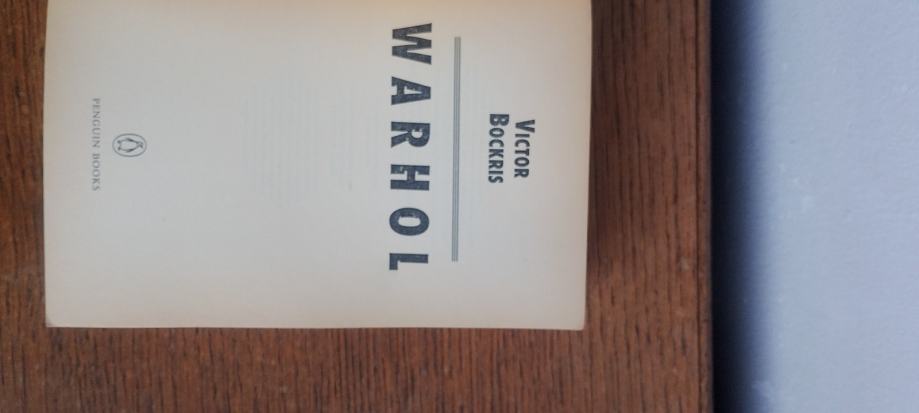 VICTOR
BOCKRIS
WARHOL
PENGUIN BOOKS